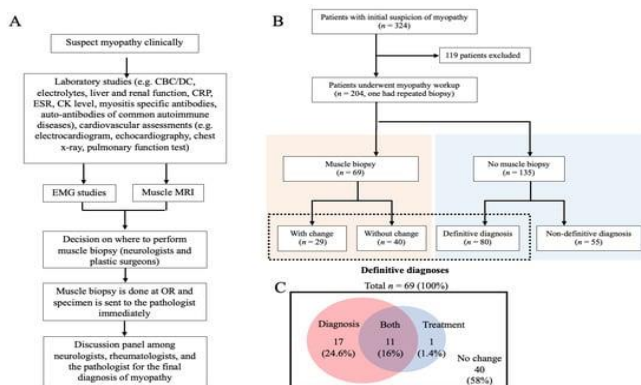 A
Suspect myopathy clinically
Laboratory studies (e.g. CBC/DC,
electrolytes, liver and renal function, CRP,
ESR, CK level, myositis specific antibodies,
auto-antibodies of common autoimmune
diseases), cardiovascular assessments (e.g.
electrocardiogram, echocardiography, chest
x-ray, pulmonary function test)
EMG studies
Muscle MRI
Decision on where to perform
muscle biopsy (neurologists and
plastic surgeons)
Muscle biopsy is done at OR and
specimen is sent to the pathologist
immediately
Discussion panel among
neurologists, rheumatologists, and
the pathologist for the final
diagnosis of myopathy
B
Patients with initial suspicion of myopathy
(n = 324)
119 patients excluded
Patients underwent myopathy workup
(n = 204, one had repeated biopsy)
Muscle biopsy
(n = 69)
No muscle biopsy
(n = 135)
With change
(n = 29)
Without change
(n = 40)
Definitive diagnosis
(n = 80)
Non-definitive diagnosis
(n = 55)
Definitive diagnoses
C
Total n = 69 (100%)
Diagnosis
17
(24.6%)
Both
11
(16%)
Treatment
1
(1.4%)
No change
40
(58%)